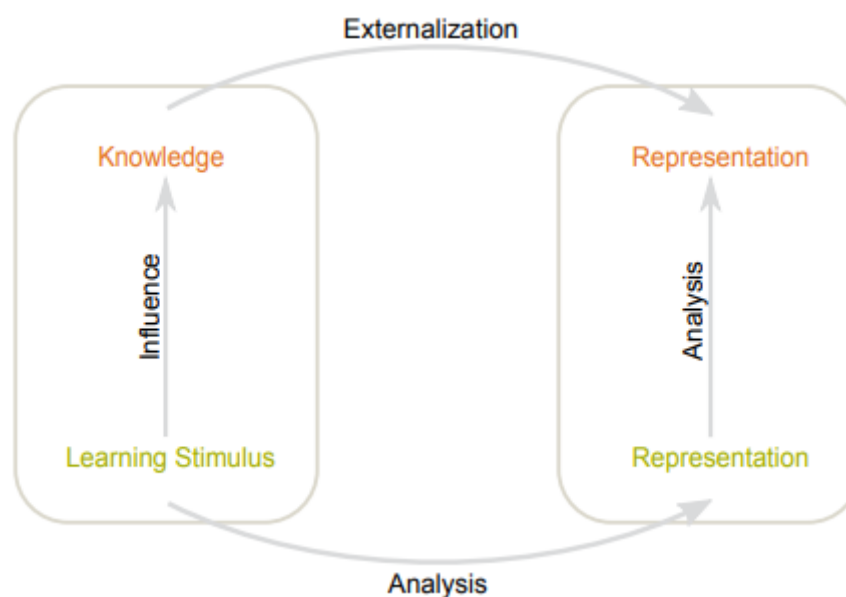 Externalization
Knowledge
Representation
Influence
Analysis
Learning Stimulus
Representation
Analysis